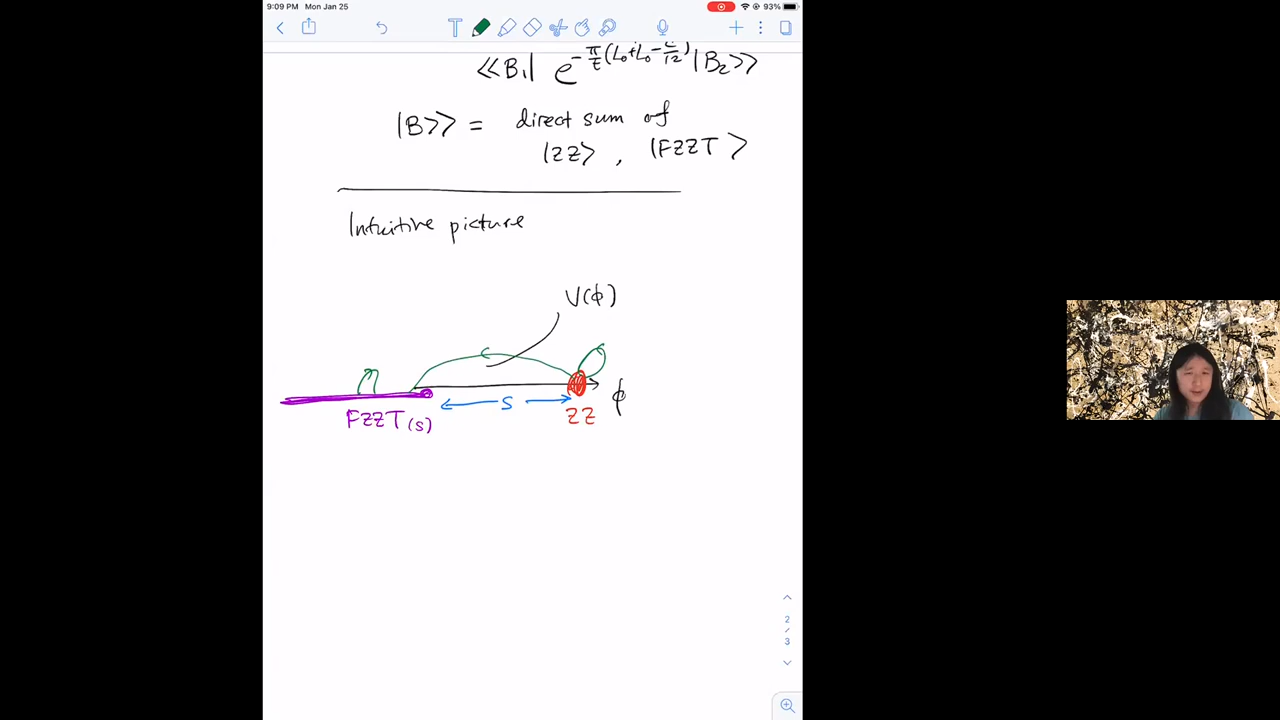 9:09 PM Mon Jan 25
93%
T
≪B₁| e^{-π/t (L₀+L̃₀-c/12)} |B₂≫
|B≫ = direct sum of
|ZZ⟩ , |FZZT⟩
Intuitive picture
V(ϕ)
S
ϕ
FZZT(s)
ZZ
2
/
3